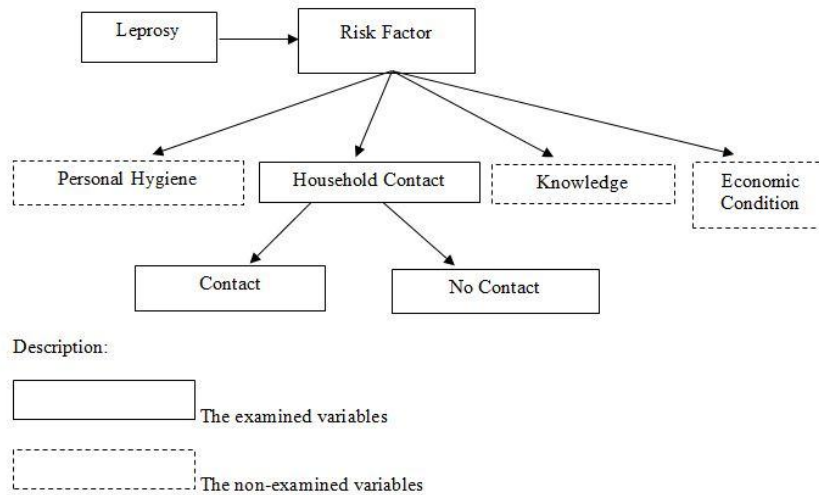 Leprosy
Risk Factor
Personal Hygiene
Household Contact
Knowledge
Economic
Condition
Contact
No Contact
Description:
The examined variables
The non-examined variables